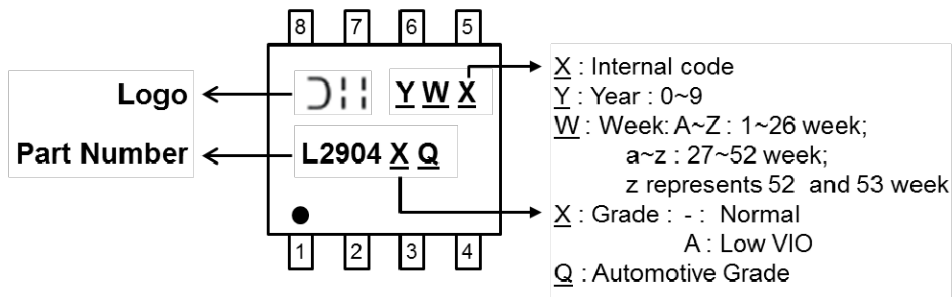 8 7 6 5
Logo
Y W X
Part Number
L2904 X Q
1 2 3 4
X : Internal code
Y : Year : 0~9
W : Week: A~Z : 1~26 week;
a~z : 27~52 week;
z represents 52 and 53 week
X : Grade : - : Normal
A : Low VIO
Q : Automotive Grade